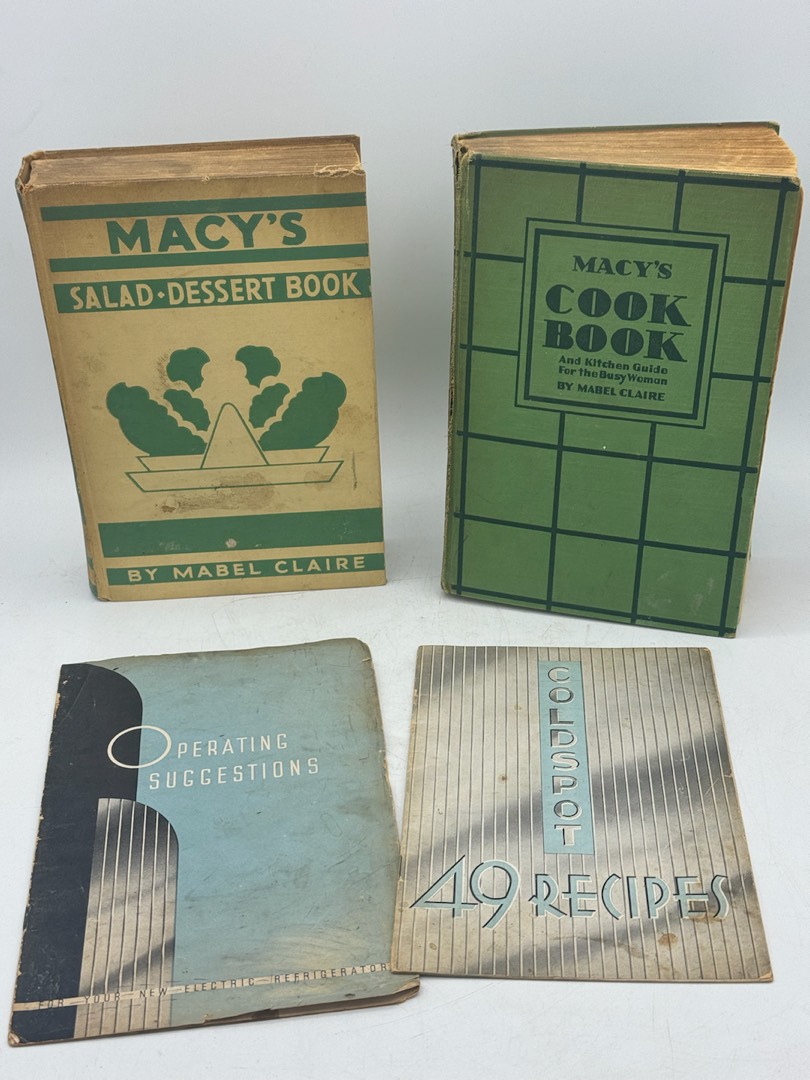 MACY'S
SALAD·DESSERT BOOK
BY MABEL CLAIRE
MACY'S
COOK
BOOK
And Kitchen Guide
For the Busy Woman
BY MABEL CLAIRE
OPERATING
SUGGESTIONS
FOR YOUR NEW ELECTRIC REFRIGERATOR
COLDSPOT
49 RECIPES